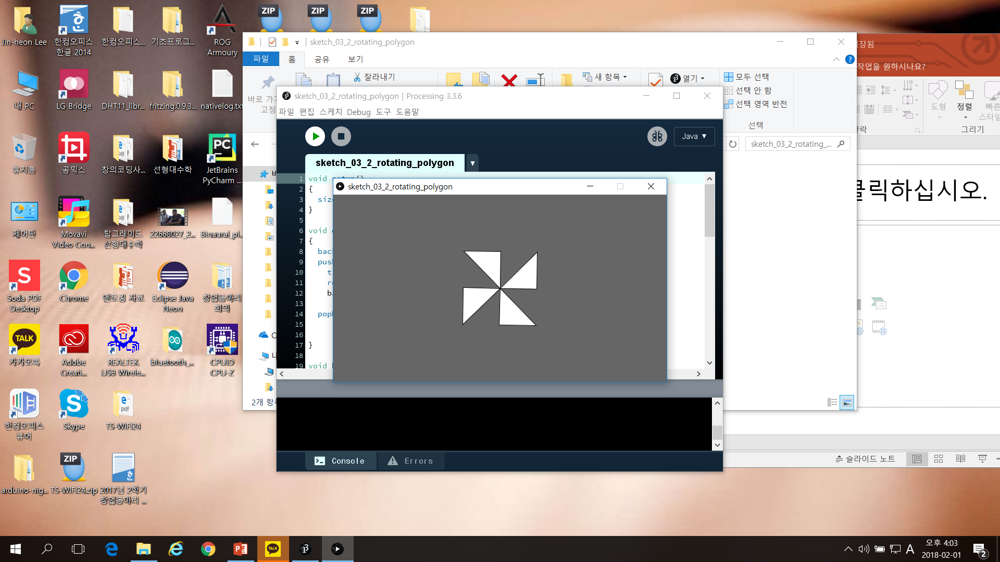 Jin-heon Lee
한컴오피스 한글 2014
한컴오피스...
기초프로그...
ROG Armoury
ZIP
ZIP
ZIP
내 PC
LG Bridge
DHT11_libr...
fritzing.0.9.3...
nativelog.txt
휴지통
곰믹스
창의코딩사...
선형대수학
JetBrains PyCharm ...
제어판
Movavi Video Con...
탑그레이드 선형대수학
22668027_2...
Binaural_pl...
Soda PDF Desktop
Chrome
멘토링 자료
Eclipse Java Neon
창업동아리 회의
TALK
카카오톡
Adobe Creati...
REALTEK USB Wirele...
bluetooth_...
CPUID CPU-Z
한컴오피스 뷰어
Skype
TS-WIFI24
arduino-nig...
ZIP
TS-WIFI24.zip
2017년 2학기 창업동아리 ...
sketch_03_2_rotating_polygon
파일 홈 공유 보기
잘라내기
새 항목
열기
모두 선택
선택 안 함
선택 영역 반전
선택
바로 가
고정
sketch_03_2_rotating_...
2개 항
sketch_03_2_rotating_polygon | Processing 3.3.6
파일 편집 스케치 Debug 도구 도움말
Java ▼
sketch_03_2_rotating_polygon ▼
1 void setup()
2 {
3 siz
4 }
5
6 void
7 {
8 bac
9 pus
10 t
11 r
12 b
13
14 pop
15
16
17 }
18
19 void
sketch_03_2_rotating_polygon
Console
Errors
장됨
작업을 원하시나요?
도형
정렬
빠른
스타일
락
그리기
클릭하십시오.
슬라이드 노트
TALK
A
오후 4:03
2018-02-01
2